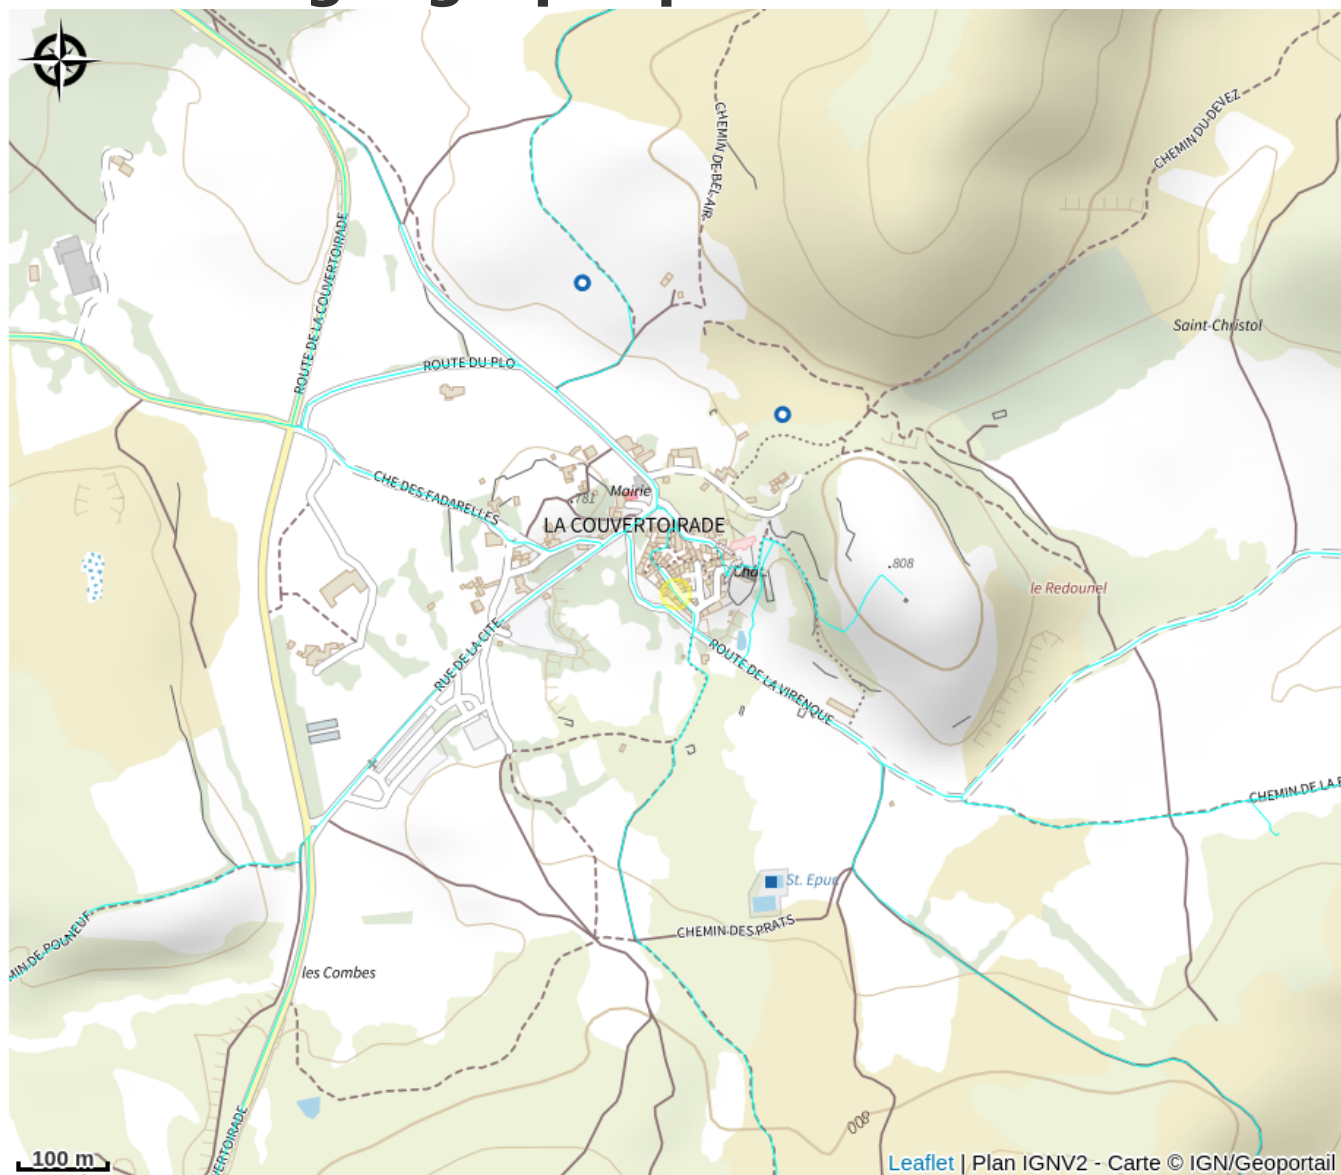 CHEMIN DU DEVEZ
CHEMIN DE BEL AIR
ROUTE DE LA COUVERTOIRADE
Saint-Christol
ROUTE DU PLO
CHE DES FADARELLES
Mairie
781
LA COUVERTOIRADE
808
le Redounel
RUE DE LA CITE
ROUTE DE LA VIRENQUE
CHEMIN DE LA
St. Epur
CHEMIN DES PRATS
MIN DE POLNEUF
les Combes
800
VERTOIRADE
100 m
Leaflet | Plan IGNV2 - Carte © IGN/Geoportail